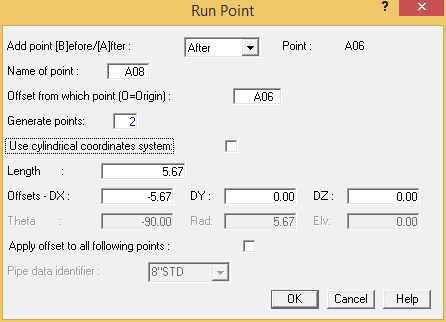 Run Point
? ×
Add point [B]efore/[A]fter : After Point : A06
Name of point : A08
Offset from which point (O=Origin) : A06
Generate points: 2
Use cylindrical coordinates system:
Length : 5.67
Offsets - DX : -5.67 DY : 0.00 DZ : 0.00
Theta : -90.00 Rad: 5.67 Elv: 0.00
Apply offset to all following points :
Pipe data identifier : 8"STD
OK Cancel Help